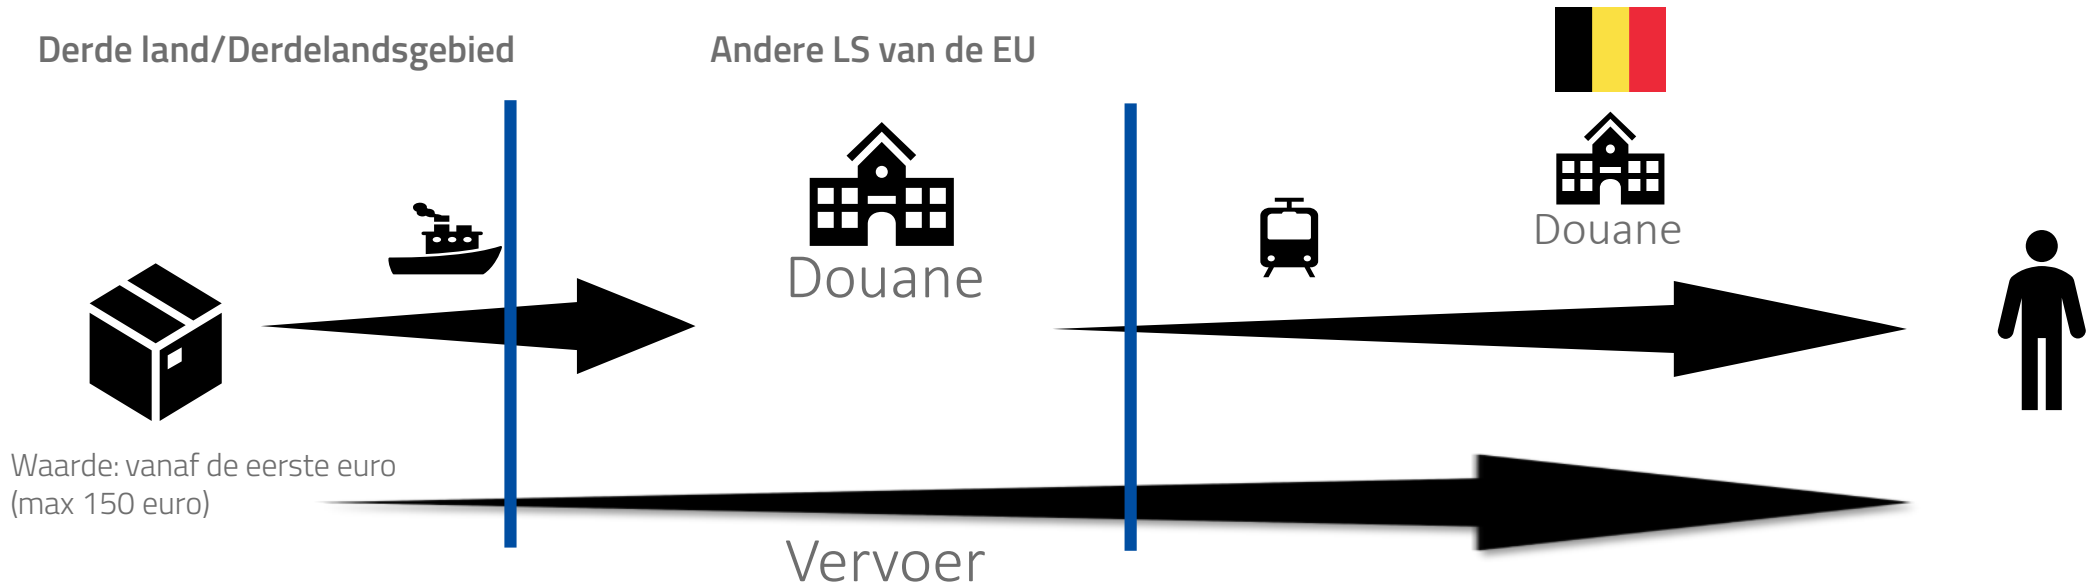 Derde land/Derdelandsgebied
Andere LS van de EU
Douane
Douane
Waarde: vanaf de eerste euro
(max 150 euro)
Vervoer